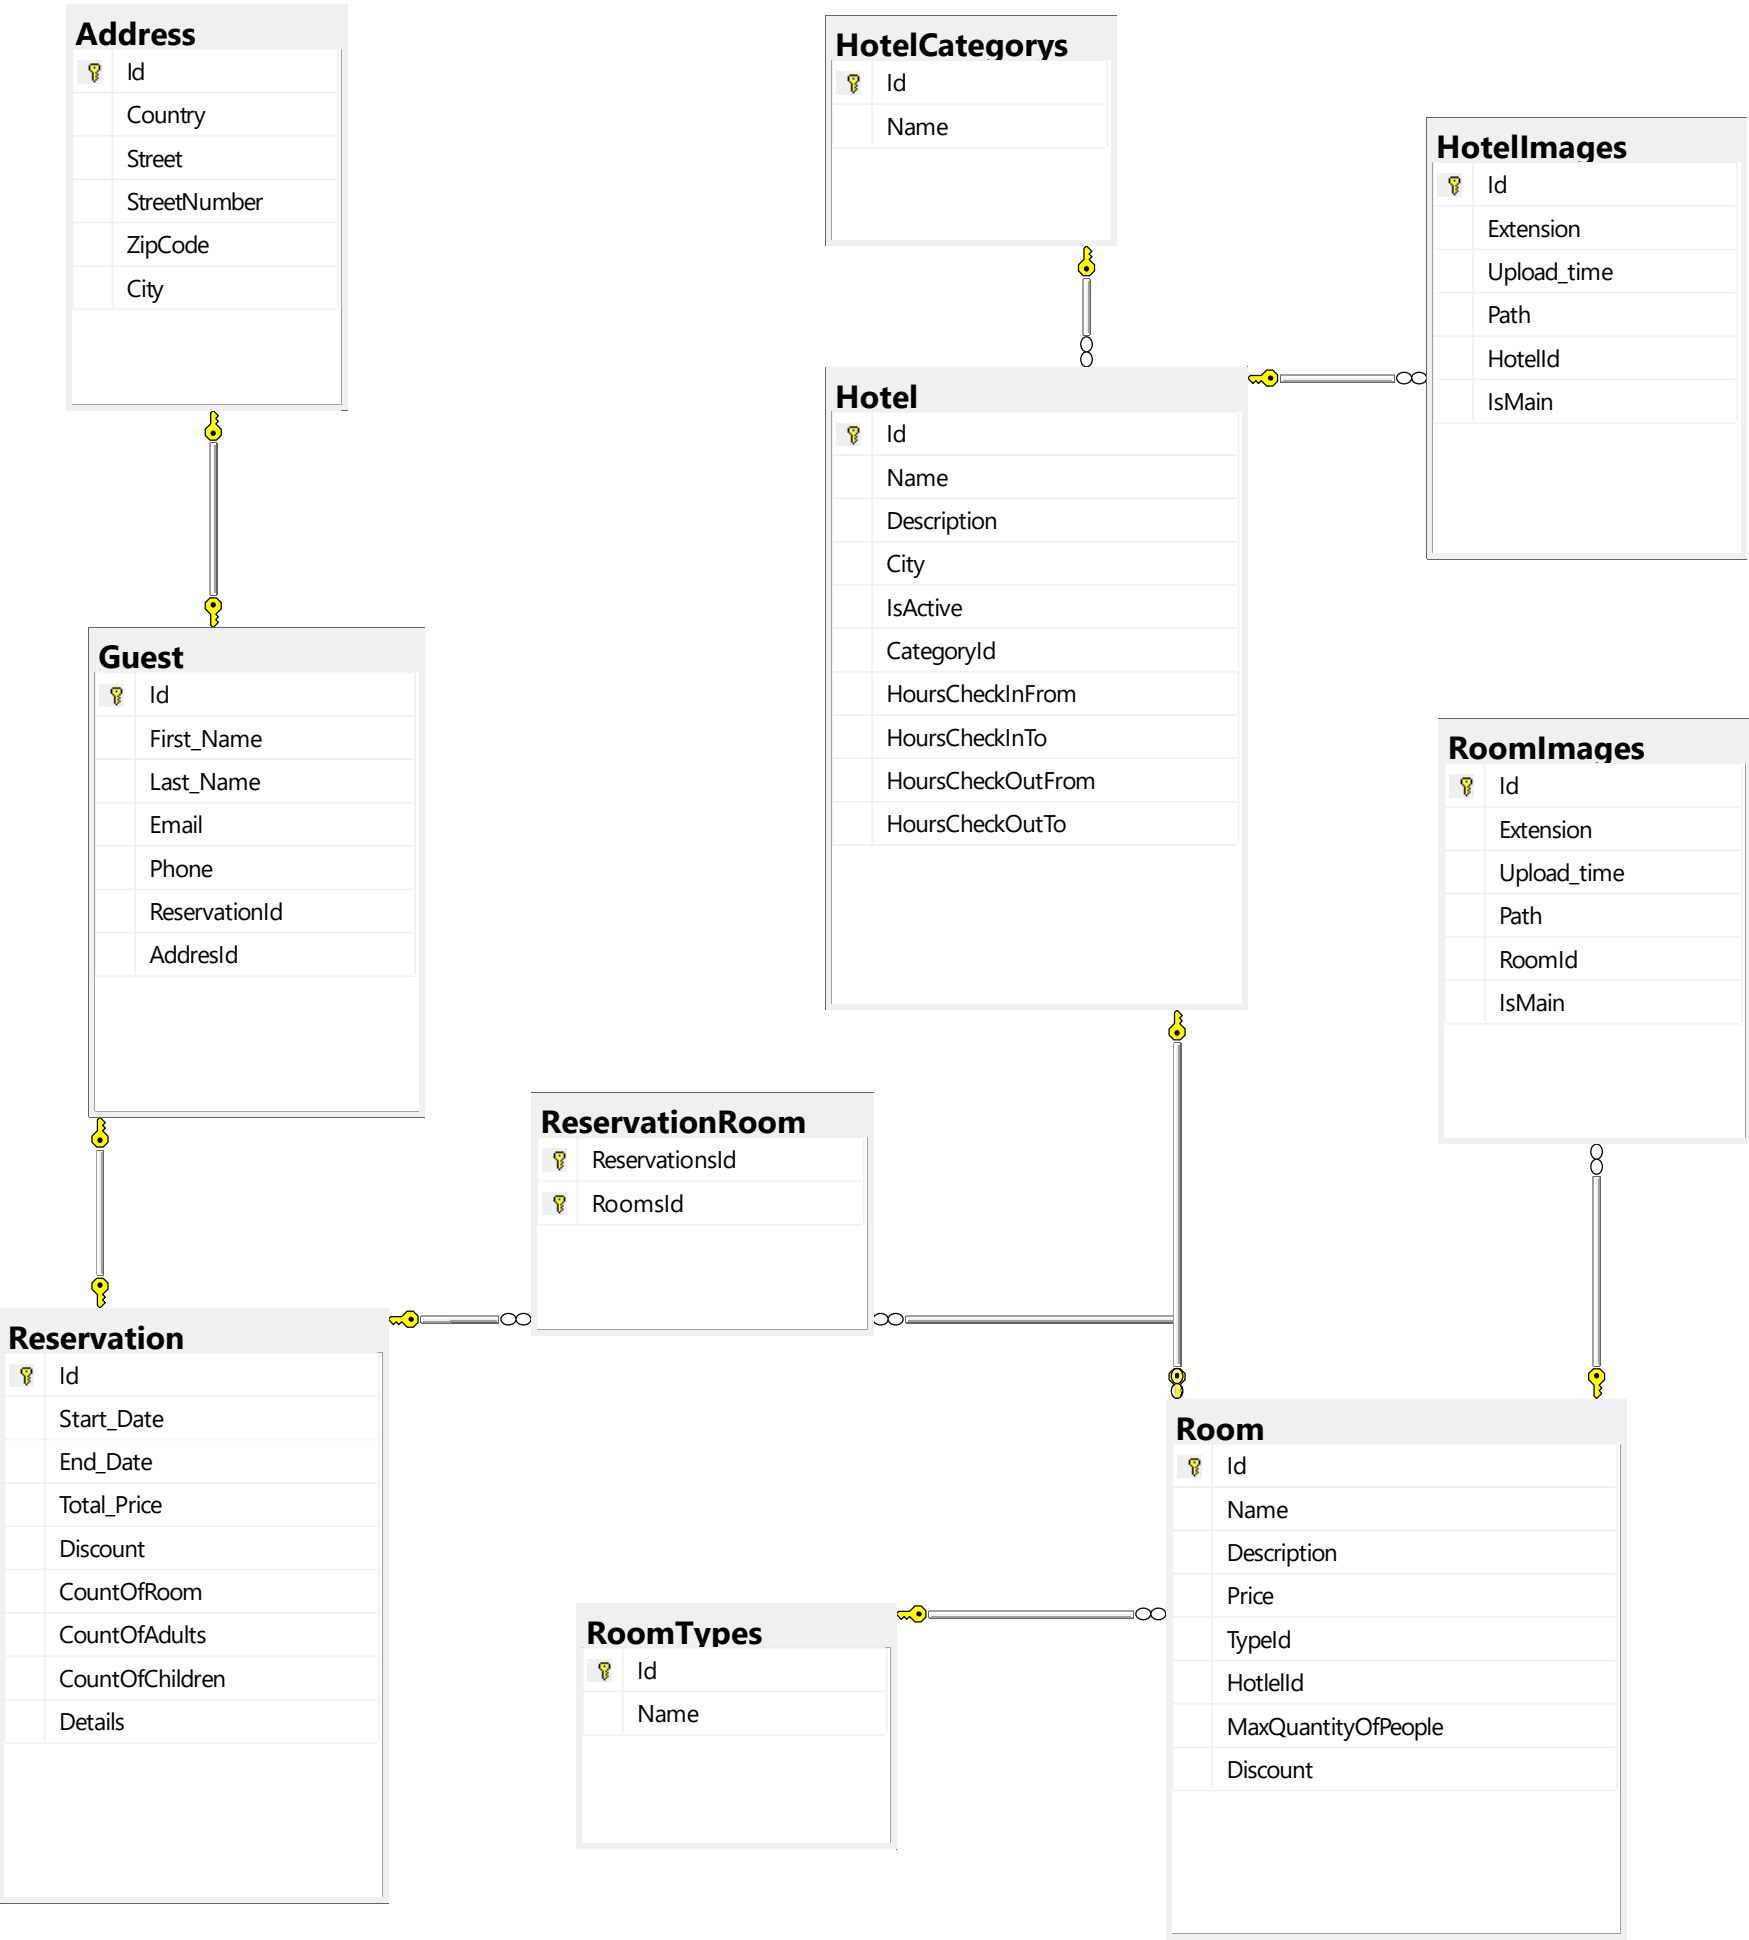 Address
Id
Country
Street
StreetNumber
ZipCode
City
HotelCategorys
Id
Name
HotelImages
Id
Extension
Upload_time
Path
HotelId
IsMain
Hotel
Id
Name
Description
City
IsActive
CategoryId
HoursCheckInFrom
HoursCheckInTo
HoursCheckOutFrom
HoursCheckOutTo
Guest
Id
First_Name
Last_Name
Email
Phone
ReservationId
AddresId
RoomImages
Id
Extension
Upload_time
Path
RoomId
IsMain
ReservationRoom
ReservationsId
RoomsId
Reservation
Id
Start_Date
End_Date
Total_Price
Discount
CountOfRoom
CountOfAdults
CountOfChildren
Details
Room
Id
Name
Description
Price
TypeId
HotlelId
MaxQuantityOfPeople
Discount
RoomTypes
Id
Name